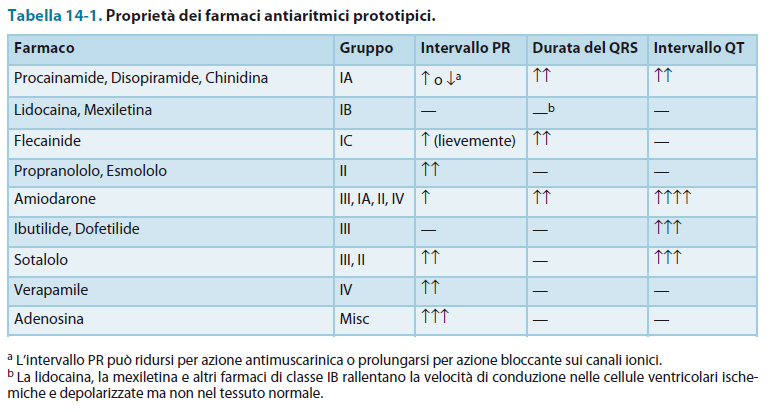 Tabella 14-1. Proprietà dei farmaci antiaritmici prototipici.
Farmaco Gruppo Intervallo PR Durata del QRS Intervallo QT
Procainamide, Disopiramide, Chinidina IA ↑ o ↓a ↑↑ ↑↑
Lidocaina, Mexiletina IB — —b —
Flecainide IC ↑ (lievemente) ↑↑ —
Propranololo, Esmololo II ↑↑ — —
Amiodarone III, IA, II, IV ↑ ↑↑ ↑↑↑↑
Ibutilide, Dofetilide III — — ↑↑↑
Sotalolo III, II ↑↑ — ↑↑↑
Verapamile IV ↑↑ — —
Adenosina Misc ↑↑↑ — —
a L’intervallo PR può ridursi per azione antimuscarinica o prolungarsi per azione bloccante sui canali ionici.
b La lidocaina, la mexiletina e altri farmaci di classe IB rallentano la velocità di conduzione nelle cellule ventricolari ische-
miche e depolarizzate ma non nel tessuto normale.